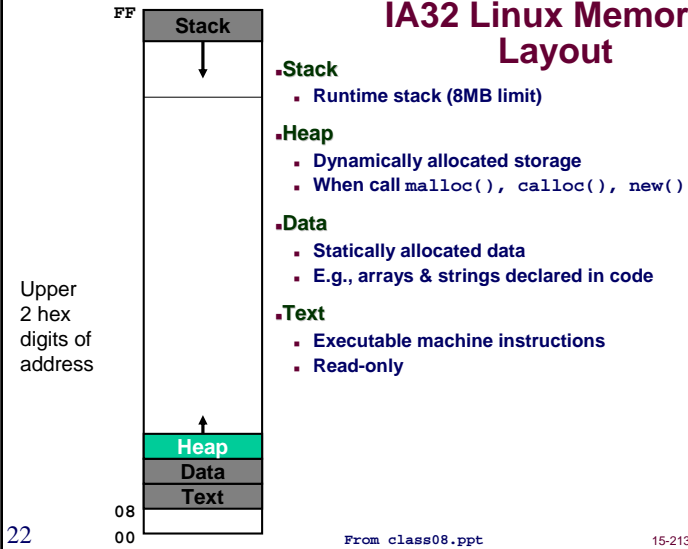 IA32 Linux Memor
Layout
FF
Stack
▪Stack
▪ Runtime stack (8MB limit)
▪Heap
▪ Dynamically allocated storage
▪ When call malloc(), calloc(), new()
▪Data
▪ Statically allocated data
▪ E.g., arrays & strings declared in code
▪Text
▪ Executable machine instructions
▪ Read-only
Upper
2 hex
digits of
address
Heap
Data
Text
08
00
22
From class08.ppt
15-213